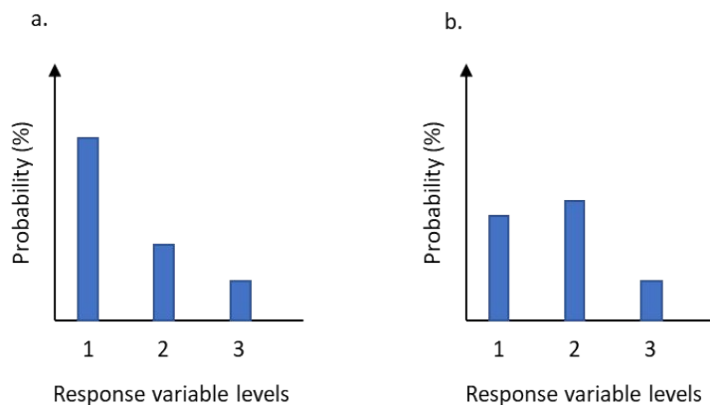 a.
Probability (%)
1 2 3
Response variable levels
b.
Probability (%)
1 2 3
Response variable levels